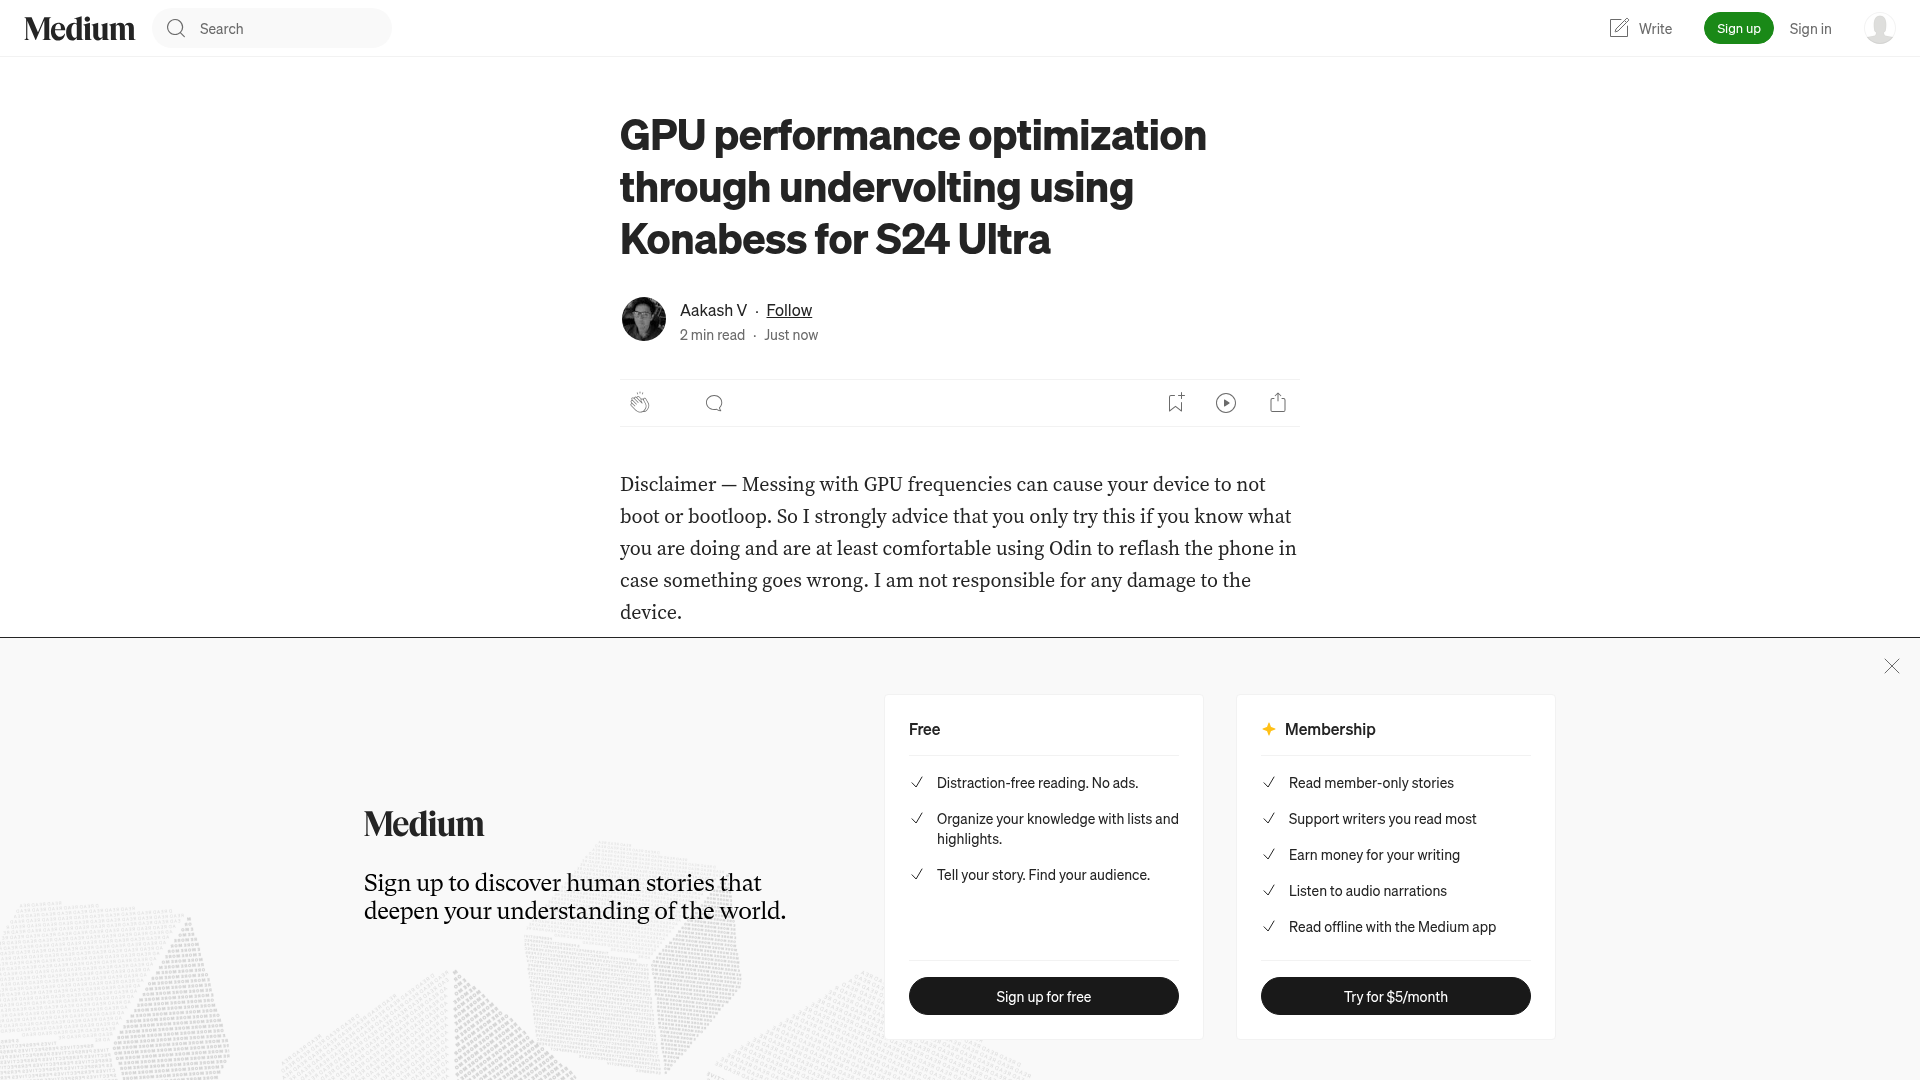 Medium
Search
Write
Sign up
Sign in
GPU performance optimization
through undervolting using
Konabess for S24 Ultra
Aakash V · Follow
2 min read · Just now
Disclaimer — Messing with GPU frequencies can cause your device to not
boot or bootloop. So I strongly advice that you only try this if you know what
you are doing and are at least comfortable using Odin to reflash the phone in
case something goes wrong. I am not responsible for any damage to the
device.
Medium
Sign up to discover human stories that
deepen your understanding of the world.
Free
Distraction-free reading. No ads.
Organize your knowledge with lists and
highlights.
Tell your story. Find your audience.
Sign up for free
Membership
Read member-only stories
Support writers you read most
Earn money for your writing
Listen to audio narrations
Read offline with the Medium app
Try for $5/month